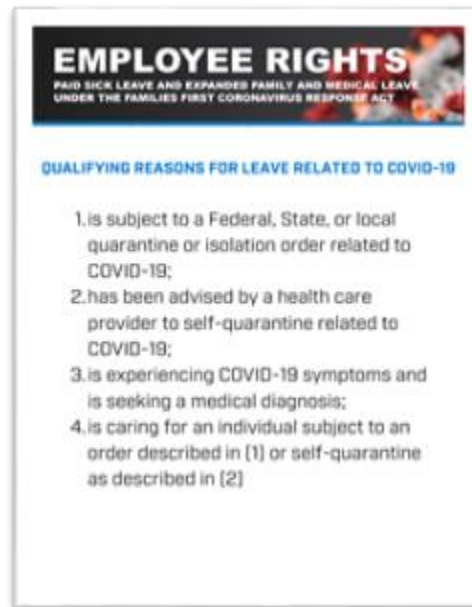 EMPLOYEE RIGHTS
PAID SICK LEAVE AND EXPANDED FAMILY AND MEDICAL LEAVE
UNDER THE FAMILIES FIRST CORONAVIRUS RESPONSE ACT
QUALIFYING REASONS FOR LEAVE RELATED TO COVID-19
1. is subject to a Federal, State, or local
quarantine or isolation order related to
COVID-19;
2. has been advised by a health care
provider to self-quarantine related to
COVID-19;
3. is experiencing COVID-19 symptoms and
is seeking a medical diagnosis;
4. is caring for an individual subject to an
order described in (1) or self-quarantine
as described in (2)